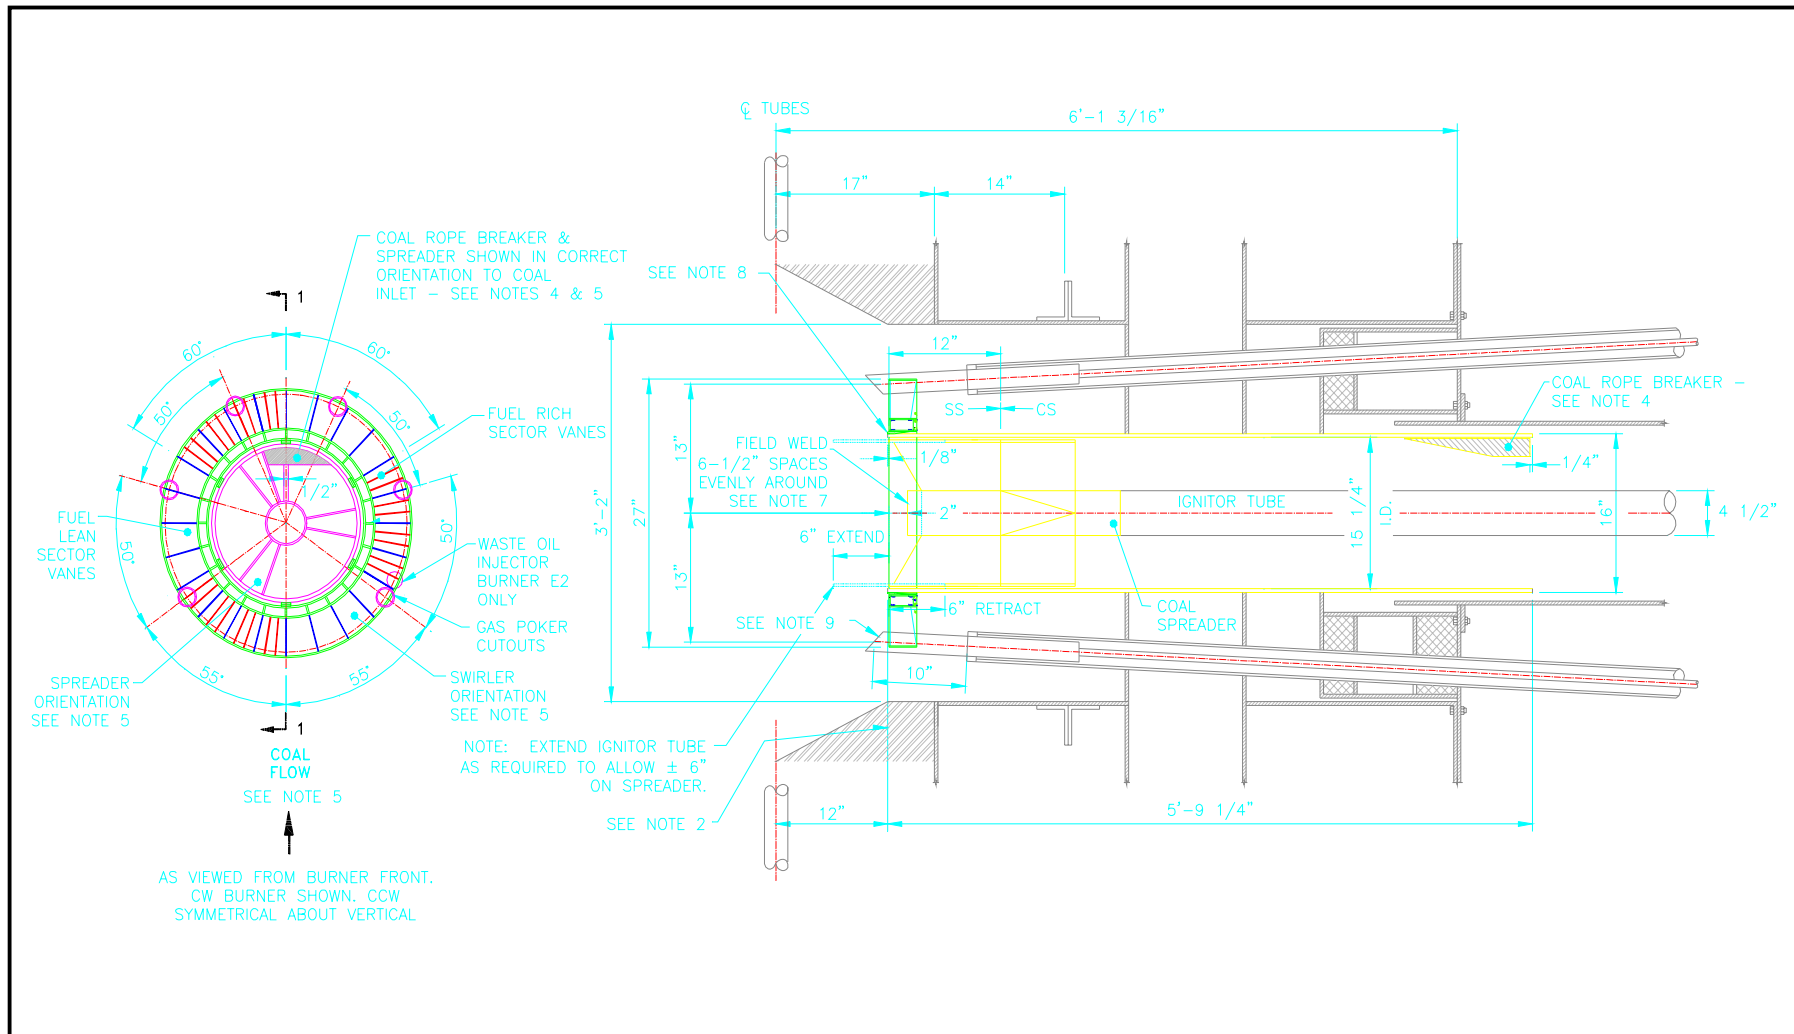 ℄ TUBES
6'-1 3/16"
17"
14"
COAL ROPE BREAKER &
SPREADER SHOWN IN CORRECT
ORIENTATION TO COAL
INLET - SEE NOTES 4 & 5
SEE NOTE 8
1
60°
60°
50°
50°
12"
SS
CS
COAL ROPE BREAKER -
SEE NOTE 4
FUEL RICH
SECTOR VANES
13"
FIELD WELD
6-1/2" SPACES
EVENLY AROUND
SEE NOTE 7
1/8"
1/4"
1/2"
3'-2"
27"
2"
IGNITOR TUBE
15 1/4"
I.D.
16"
4 1/2"
FUEL
LEAN
SECTOR
VANES
50°
50°
6" EXTEND
WASTE OIL
INJECTOR
BURNER E2
ONLY
13"
6" RETRACT
COAL
SPREADER
SEE NOTE 9
GAS POKER
CUTOUTS
10"
SPREADER
ORIENTATION
SEE NOTE 5
55°
55°
SWIRLER
ORIENTATION
SEE NOTE 5
1
NOTE: EXTEND IGNITOR TUBE
AS REQUIRED TO ALLOW ± 6"
ON SPREADER.
COAL
FLOW
SEE NOTE 5
SEE NOTE 2
12"
5'-9 1/4"
AS VIEWED FROM BURNER FRONT.
CW BURNER SHOWN. CCW
SYMMETRICAL ABOUT VERTICAL